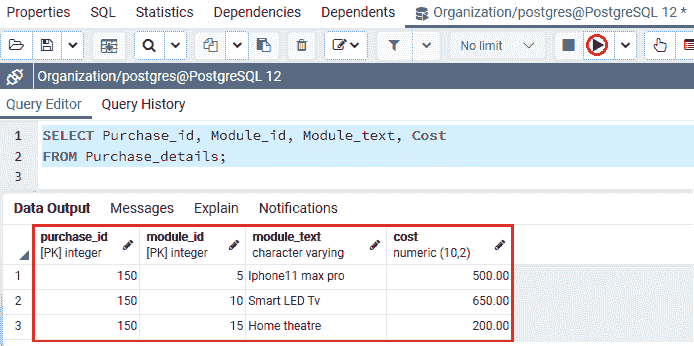 Properties SQL Statistics Dependencies Dependents Organization/postgres@PostgreSQL 12 *
No limit
Organization/postgres@PostgreSQL 12
Query Editor Query History
1 SELECT Purchase_id, Module_id, Module_text, Cost
2 FROM Purchase_details;
3
Data Output Messages Explain Notifications
purchase_id module_id module_text cost
[PK] integer [PK] integer character varying numeric (10,2)
1 150 5 Iphone11 max pro 500.00
2 150 10 Smart LED Tv 650.00
3 150 15 Home theatre 200.00